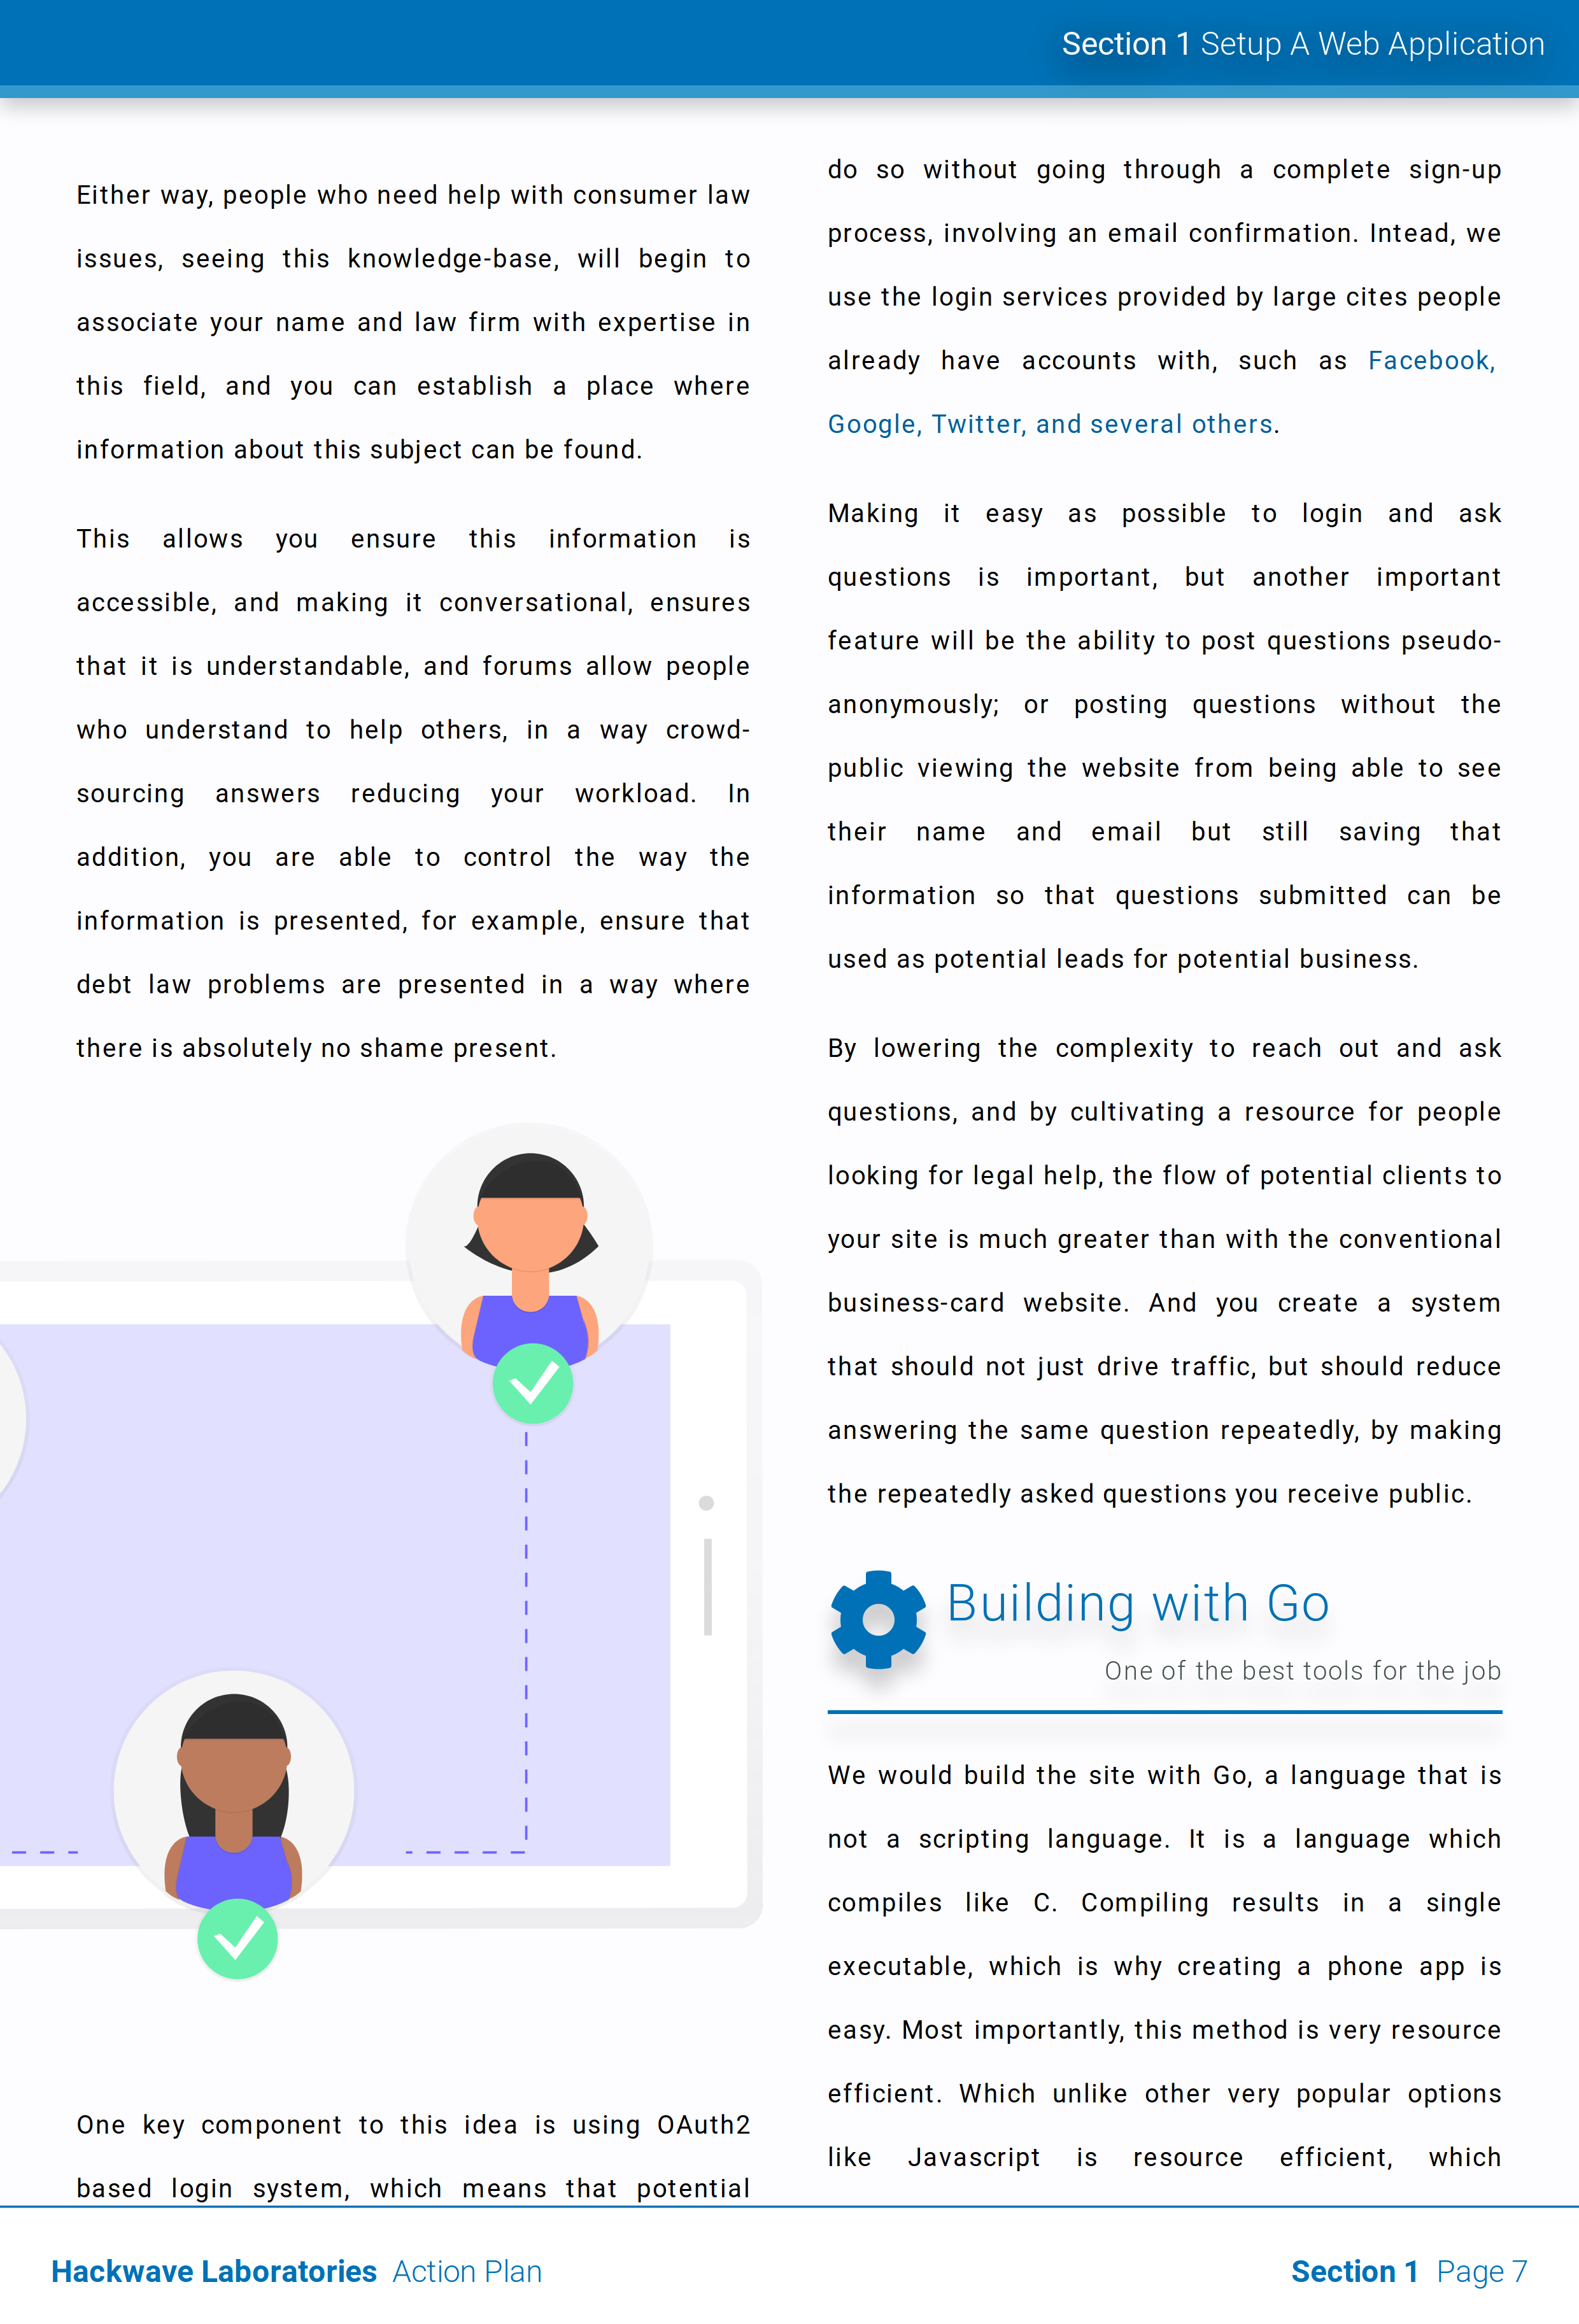 Section 1 Setup A Web Application
Either way, people who need help with consumer law
issues, seeing this knowledge-base, will begin to
associate your name and law firm with expertise in
this field, and you can establish a place where
information about this subject can be found.
This allows you ensure this information is
accessible, and making it conversational, ensures
that it is understandable, and forums allow people
who understand to help others, in a way crowd-
sourcing answers reducing your workload. In
addition, you are able to control the way the
information is presented, for example, ensure that
debt law problems are presented in a way where
there is absolutely no shame present.
One key component to this idea is using OAuth2
based login system, which means that potential
do so without going through a complete sign-up
process, involving an email confirmation. Intead, we
use the login services provided by large cites people
already have accounts with, such as Facebook,
Google, Twitter, and several others.
Making it easy as possible to login and ask
questions is important, but another important
feature will be the ability to post questions pseudo-
anonymously; or posting questions without the
public viewing the website from being able to see
their name and email but still saving that
information so that questions submitted can be
used as potential leads for potential business.
By lowering the complexity to reach out and ask
questions, and by cultivating a resource for people
looking for legal help, the flow of potential clients to
your site is much greater than with the conventional
business-card website. And you create a system
that should not just drive traffic, but should reduce
answering the same question repeatedly, by making
the repeatedly asked questions you receive public.
Building with Go
One of the best tools for the job
We would build the site with Go, a language that is
not a scripting language. It is a language which
compiles like C. Compiling results in a single
executable, which is why creating a phone app is
easy. Most importantly, this method is very resource
efficient. Which unlike other very popular options
like Javascript is resource efficient, which
Hackwave Laboratories Action Plan
Section 1 Page 7